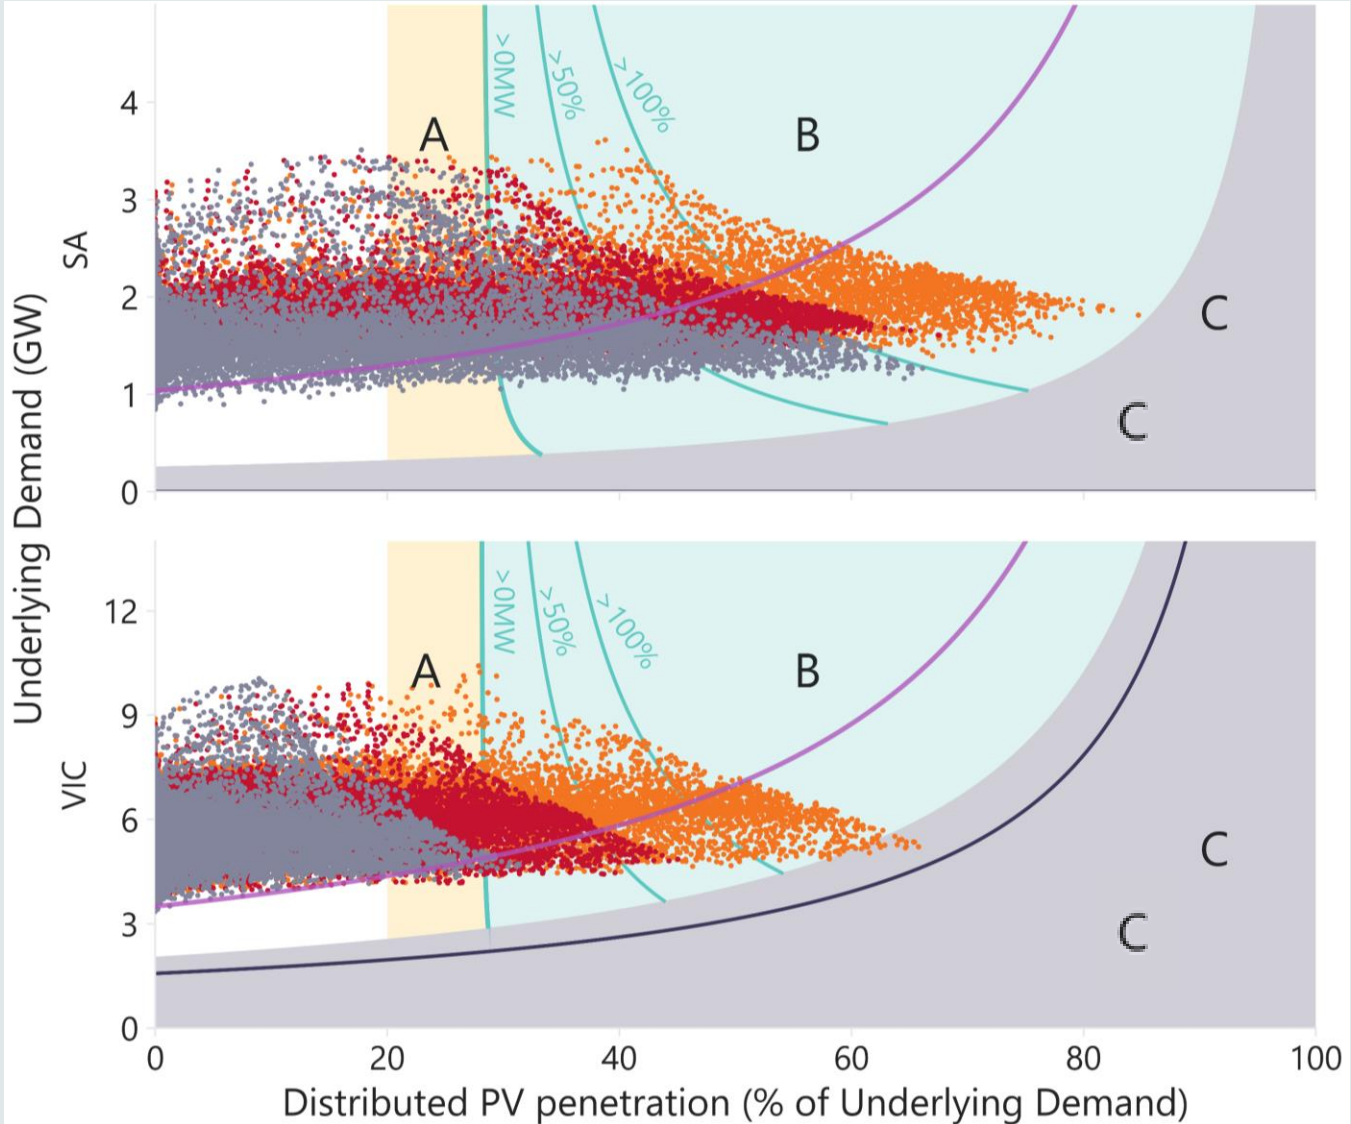 Underlying Demand (GW)
SA
4
3
2
1
0
>0MW
>50%
>100%
A
B
C
C
VIC
12
9
6
3
0
>0MW
>50%
>100%
A
B
C
C
0 20 40 60 80 100
Distributed PV penetration (% of Underlying Demand)